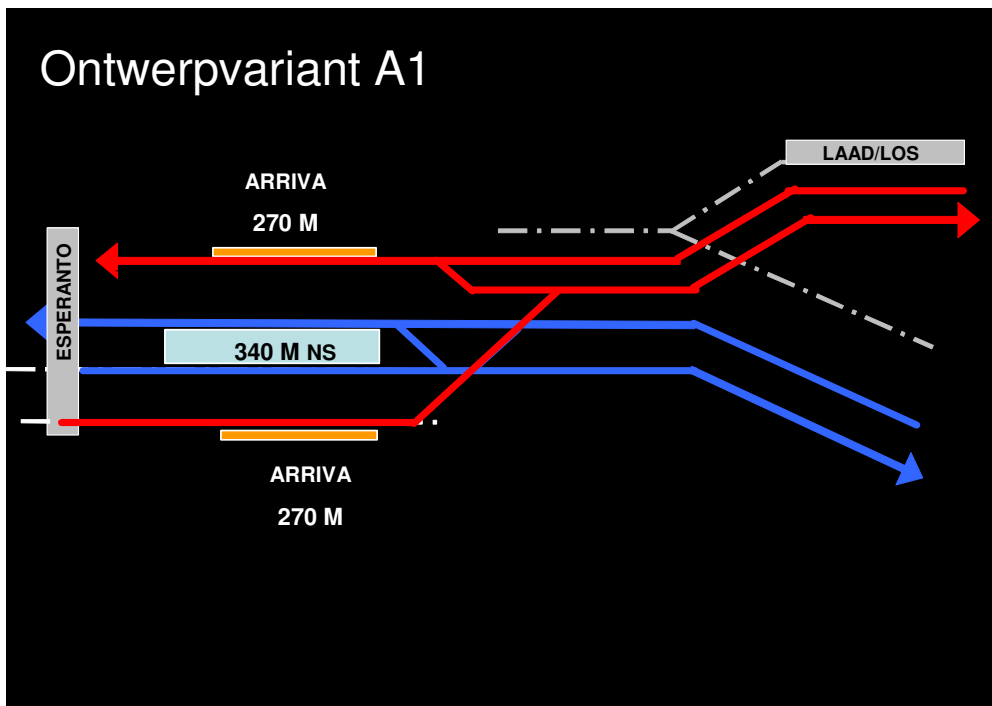 Ontwerpvariant A1
LAAD/LOS
ARRIVA
270 M
ESPERANTO
340 M NS
ARRIVA
270 M